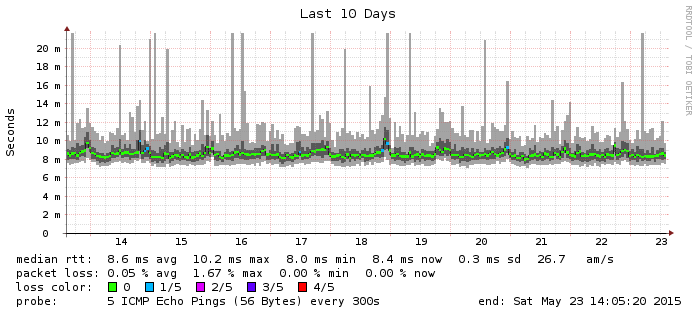 Last 10 Days
RRDTOOL / TOBI OETIKER
Seconds
20 m
18 m
16 m
14 m
12 m
10 m
8 m
6 m
4 m
2 m
0
14 15 16 17 18 19 20 21 22 23
median rtt: 8.6 ms avg 10.2 ms max 8.0 ms min 8.4 ms now 0.3 ms sd 26.7 am/s
packet loss: 0.05 % avg 1.67 % max 0.00 % min 0.00 % now
loss color: 0 1/5 2/5 3/5 4/5
probe: 5 ICMP Echo Pings (56 Bytes) every 300s end: Sat May 23 14:05:20 2015